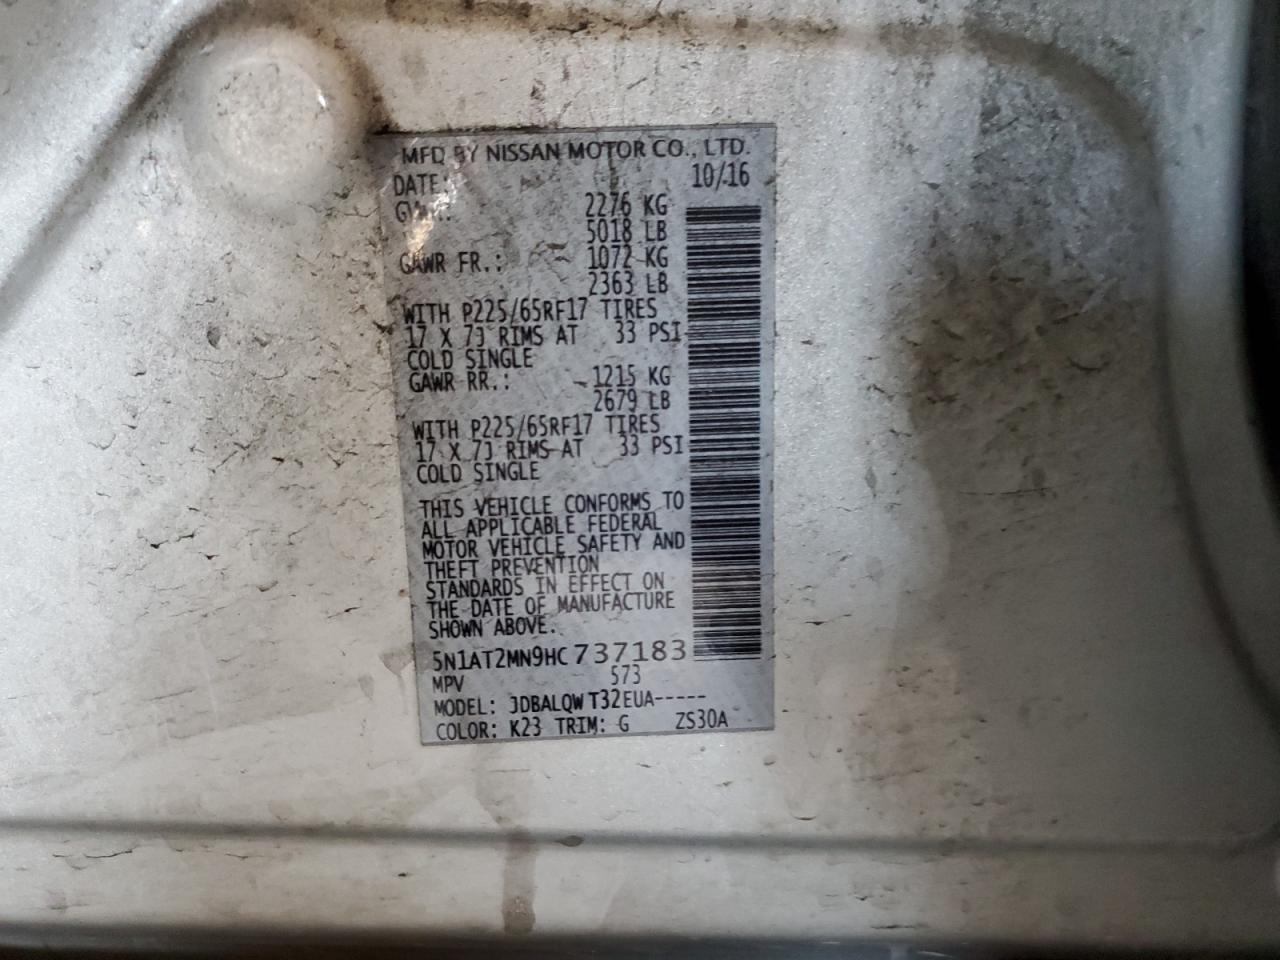 MFD BY NISSAN MOTOR CO., LTD.
DATE: 10/16
GVWR: 2276 KG
5018 LB
GAWR FR.: 1072 KG
2363 LB
WITH P225/65RF17 TIRES
17 X 7J RIMS AT 33 PSI
COLD SINGLE
GAWR RR.: 1215 KG
2679 LB
WITH P225/65RF17 TIRES
17 X 7J RIMS AT 33 PSI
COLD SINGLE
THIS VEHICLE CONFORMS TO
ALL APPLICABLE FEDERAL
MOTOR VEHICLE SAFETY AND
THEFT PREVENTION
STANDARDS IN EFFECT ON
THE DATE OF MANUFACTURE
SHOWN ABOVE.
5N1AT2MN9HC737183
MPV 573
MODEL: JDBALQWT32EUA-----
COLOR: K23 TRIM: G ZS30A